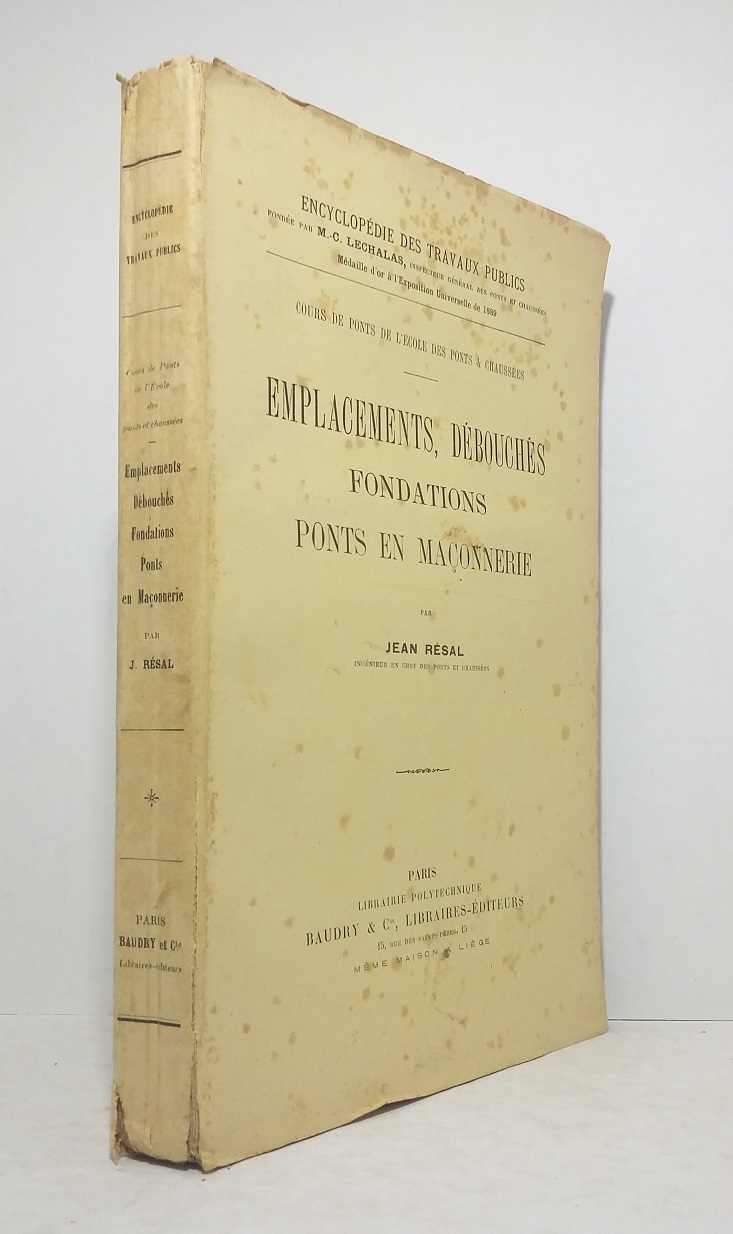 ENCYCLOPÉDIE
DES
TRAVAUX PUBLICS
Cours de Ponts
de l'École
des
ponts et chaussées
Emplacements
Débouchés
Fondations
Ponts
en Maçonnerie
PAR
J. RÉSAL
PARIS
BAUDRY et Cie
Libraires-éditeurs
ENCYCLOPÉDIE DES TRAVAUX PUBLICS
FONDÉE PAR M.-C. LECHALAS, INSPECTEUR GÉNÉRAL DES PONTS ET CHAUSSÉES
Médaille d'or à l'Exposition Universelle de 1889
COURS DE PONTS DE L'ÉCOLE DES PONTS & CHAUSSÉES
EMPLACEMENTS, DÉBOUCHÉS
FONDATIONS
PONTS EN MAÇONNERIE
PAR
JEAN RÉSAL
INGÉNIEUR EN CHEF DES PONTS ET CHAUSSÉES
PARIS
LIBRAIRIE POLYTECHNIQUE
BAUDRY & Cie, LIBRAIRES-ÉDITEURS
15, RUE DES SAINTS-PÈRES, 15
MÊME MAISON A LIÈGE